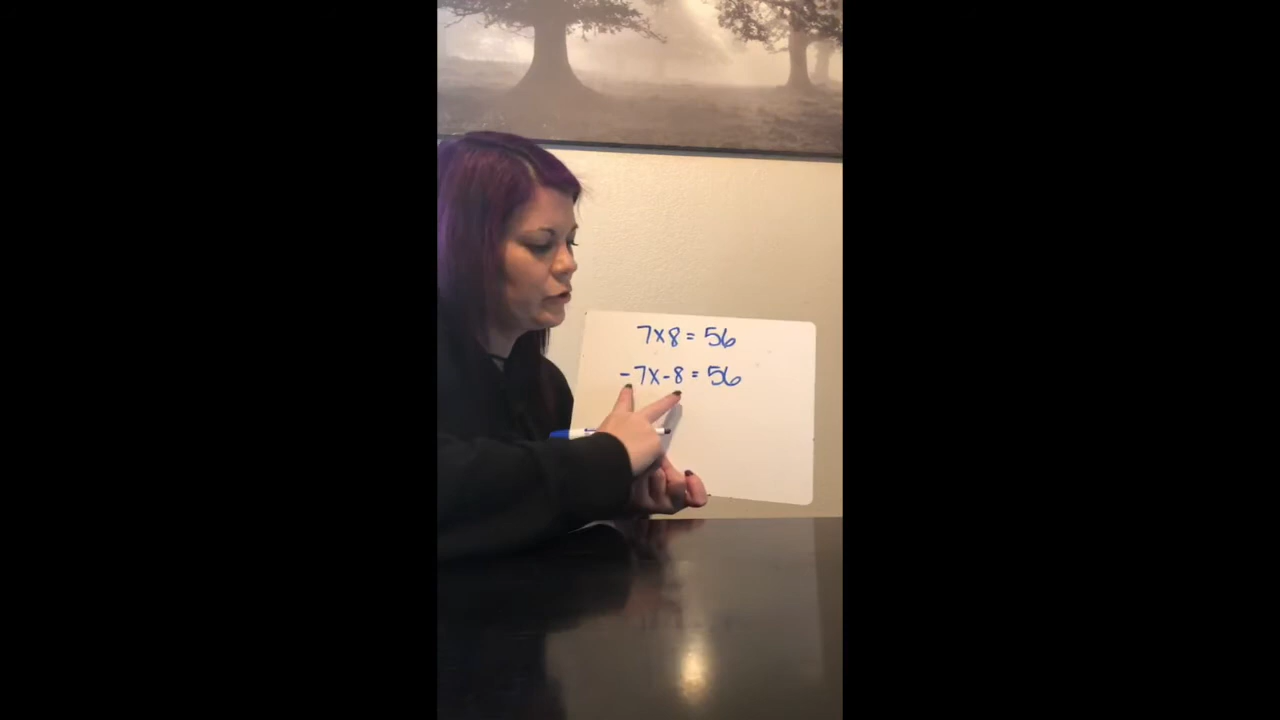 7x8 = 56
-7x-8 = 56